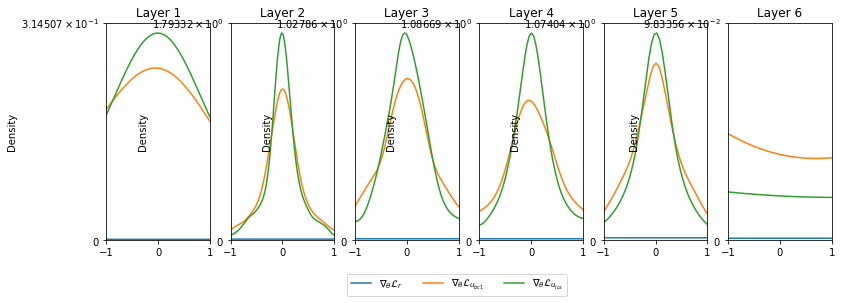 Layer 1 Layer 2 Layer 3 Layer 4 Layer 5 Layer 6
3.14507 × 10⁻¹ 1.79332 × 10⁰ 1.02786 × 10⁰ 1.08669 × 10⁰ 1.07404 × 10⁰ 9.83356 × 10⁻²
Density Density Density Density Density Density
0 0 0 0 0 0
−1 0 1 −1 0 1 −1 0 1 −1 0 1 −1 0 1 −1 0 1
∇θℒr ∇θℒu_bc1 ∇θℒu_ics